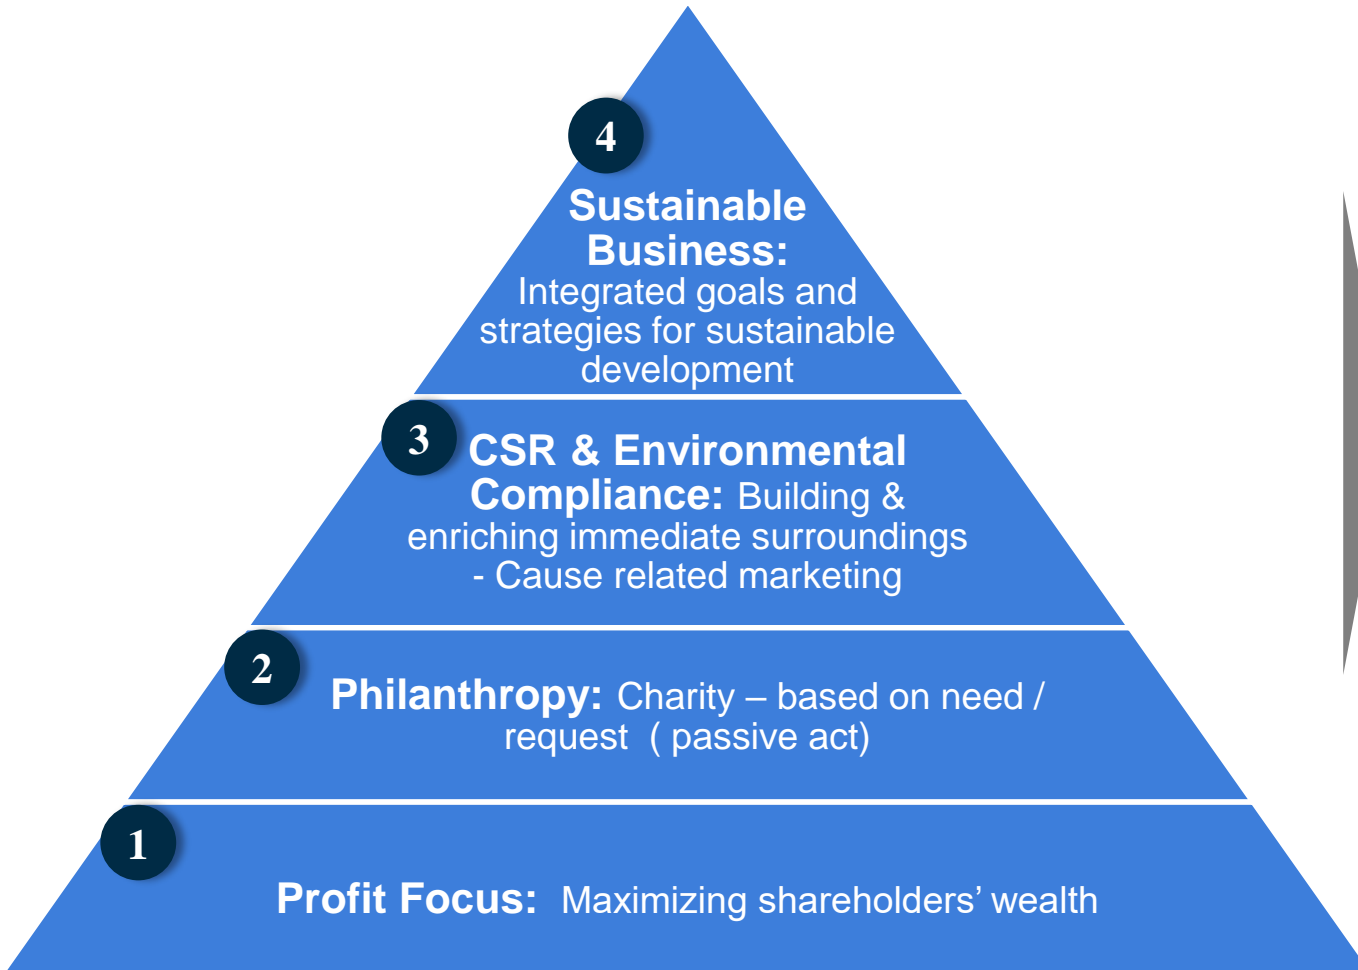 4
Sustainable
Business:
Integrated goals and
strategies for sustainable
development
3
CSR & Environmental
Compliance: Building &
enriching immediate surroundings
- Cause related marketing
2
Philanthropy: Charity – based on need /
request ( passive act)
1
Profit Focus: Maximizing shareholders’ wealth